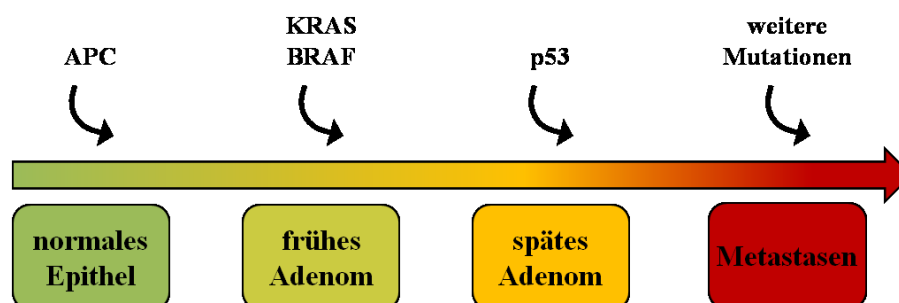 APC
KRAS
BRAF
p53
weitere
Mutationen
normales
Epithel
frühes
Adenom
spätes
Adenom
Metastasen